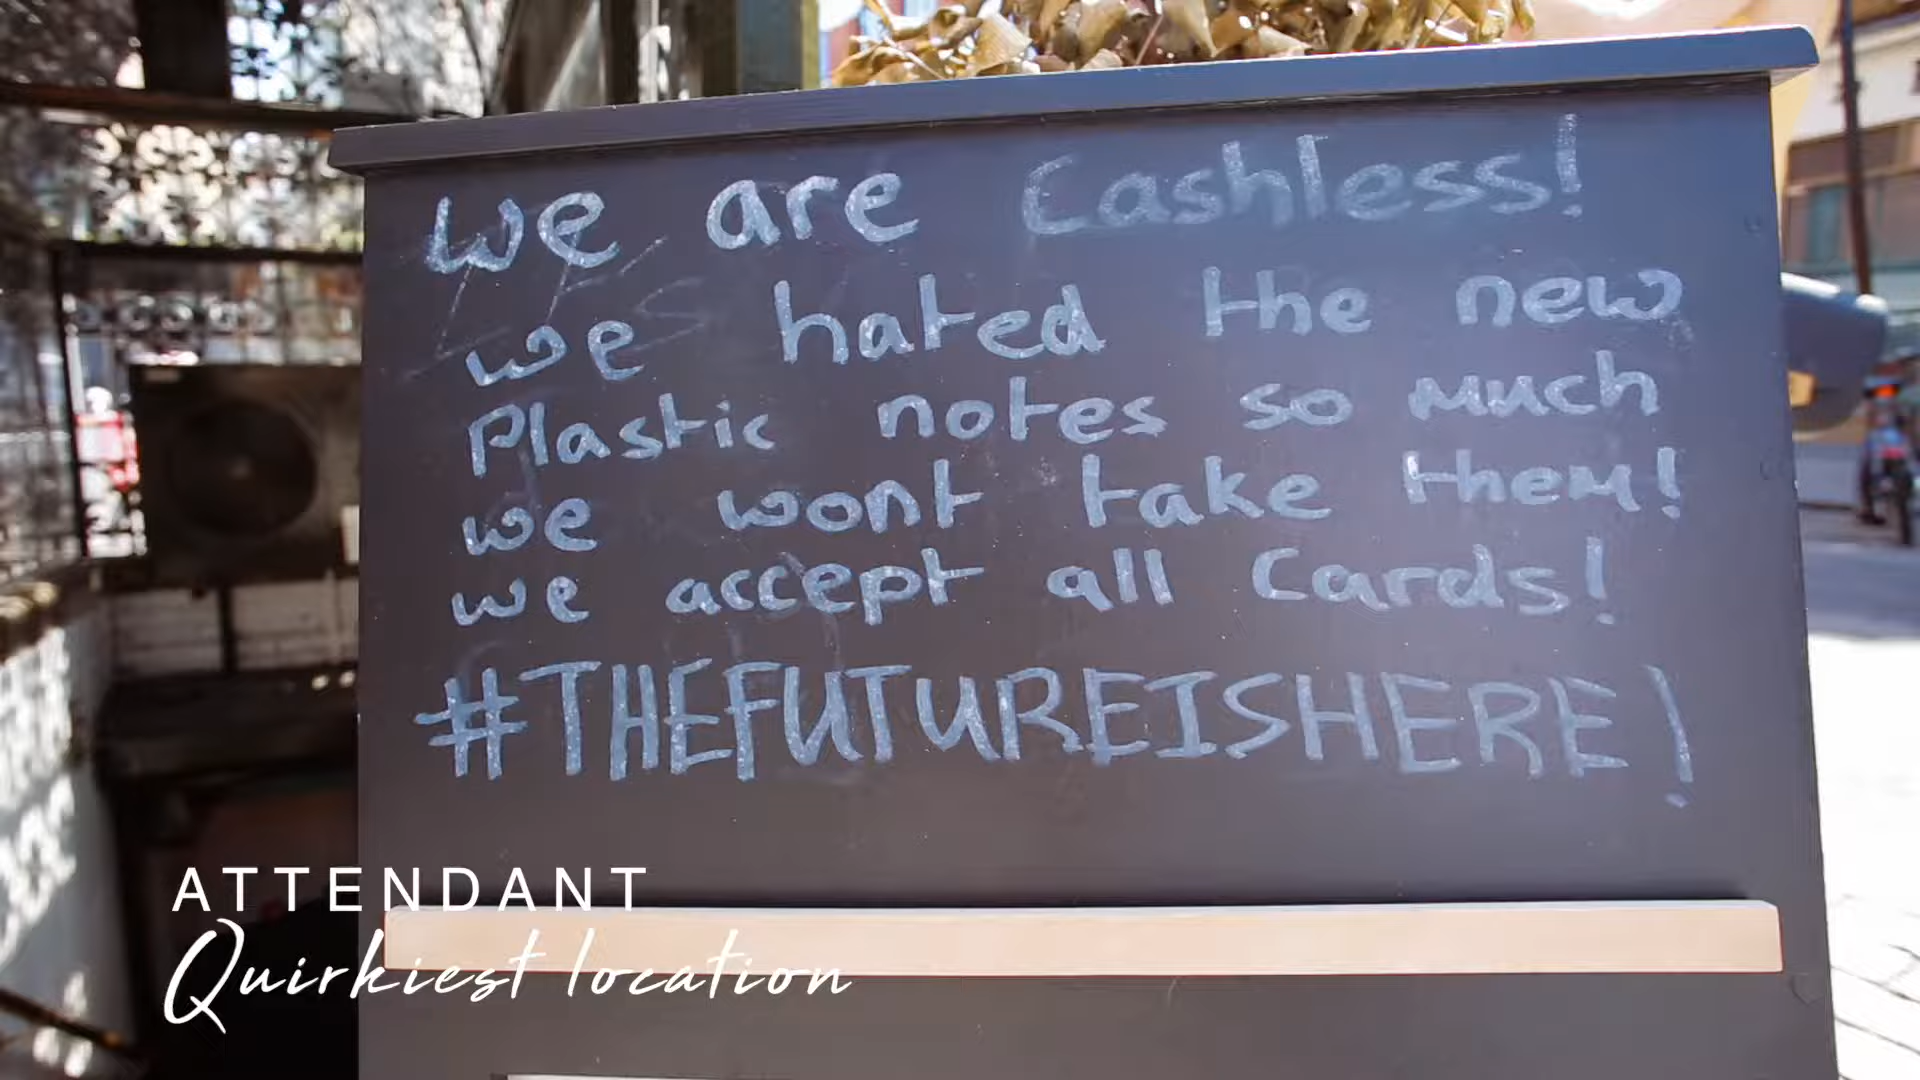 we are Cashless!
we hated the new
Plastic notes so much
we wont take them!
we accept all Cards!
#THEFUTUREISHERE!
ATTENDANT
Quirkiest location